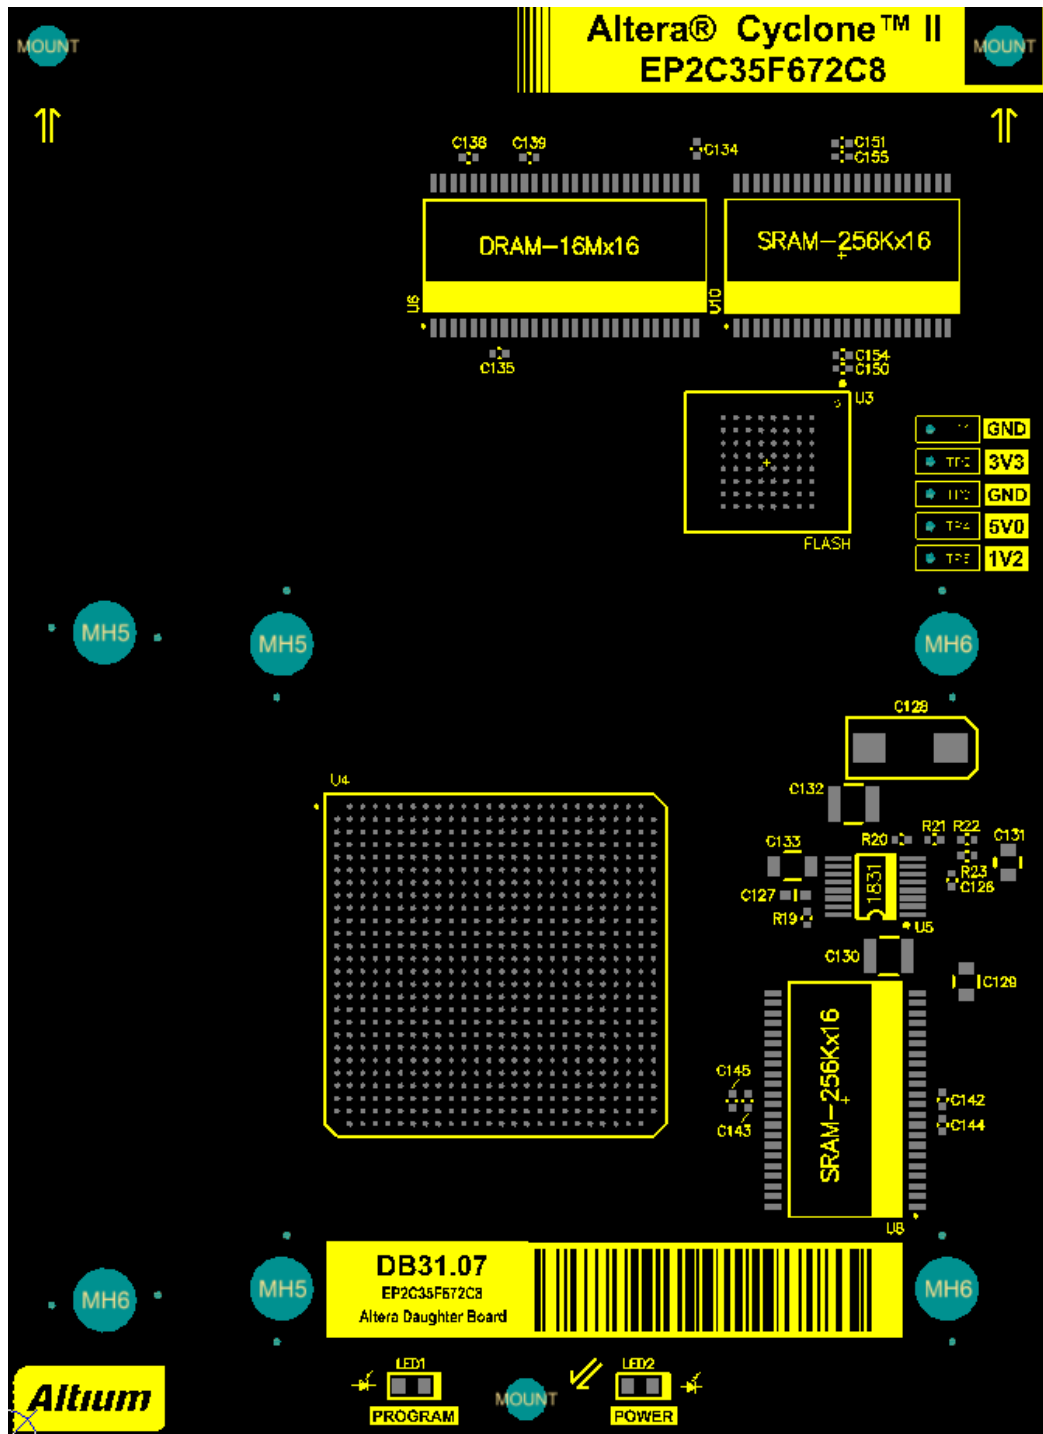 Altera® Cyclone™ II
EP2C35F672C8
MOUNT
MOUNT
C138
C139
C134
C151
C155
DRAM-16Mx16
SRAM-256Kx16
U6
U10
C135
C154
C150
U3
FLASH
GND
TP2
3V3
GND
TP4
5V0
TP5
1V2
MH5
MH5
MH6
C128
U4
C132
R20
R21
R22
C131
C133
R23
C126
1831
C127
R19
U5
C130
C129
SRAM-256Kx16
C145
C143
C142
C144
U8
DB31.07
EP2C35F672C8
Altera Daughter Board
MH6
MH5
MH6
LED1
LED2
MOUNT
PROGRAM
POWER
Altium